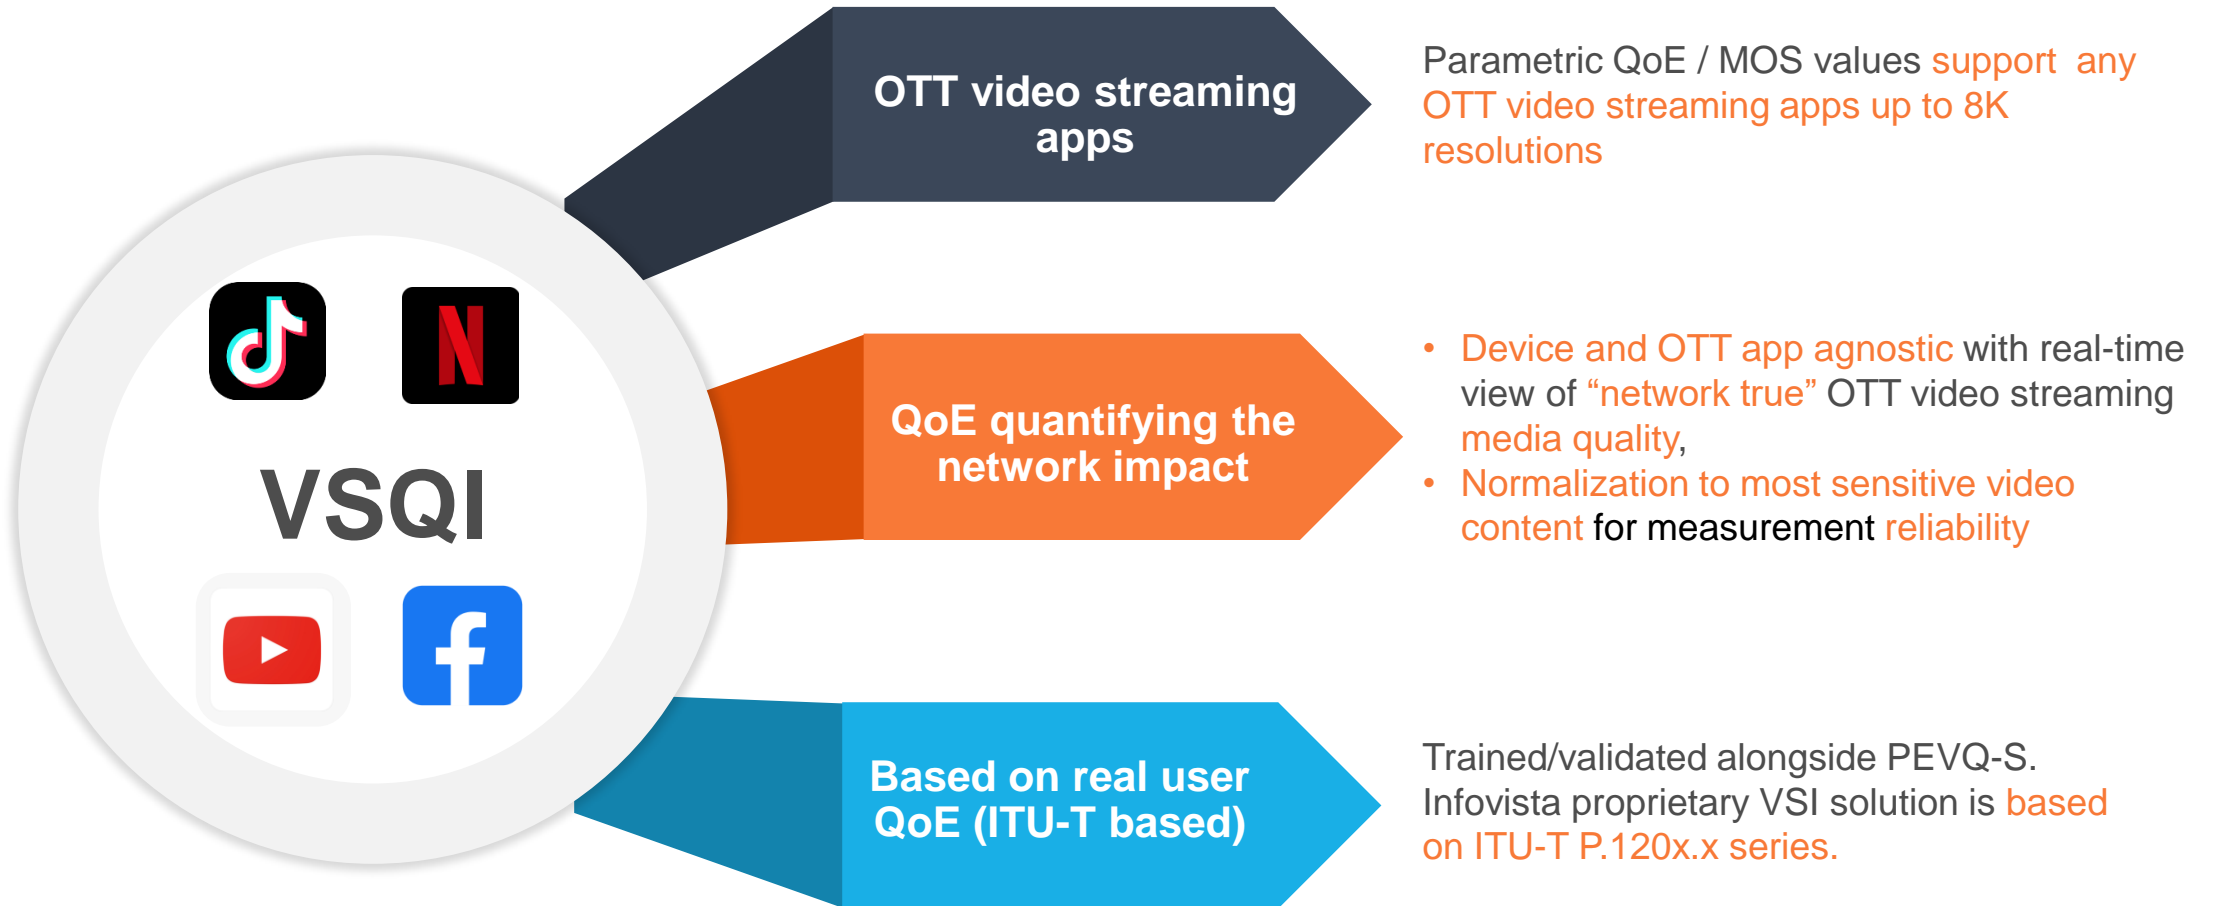 OTT video streaming
apps
Parametric QoE / MOS values support any
OTT video streaming apps up to 8K
resolutions
N
VSQI
f
QoE quantifying the
network impact
• Device and OTT app agnostic with real-time
view of “network true” OTT video streaming
media quality,
• Normalization to most sensitive video
content for measurement reliability
Based on real user
QoE (ITU-T based)
Trained/validated alongside PEVQ-S.
Infovista proprietary VSI solution is based
on ITU-T P.120x.x series.